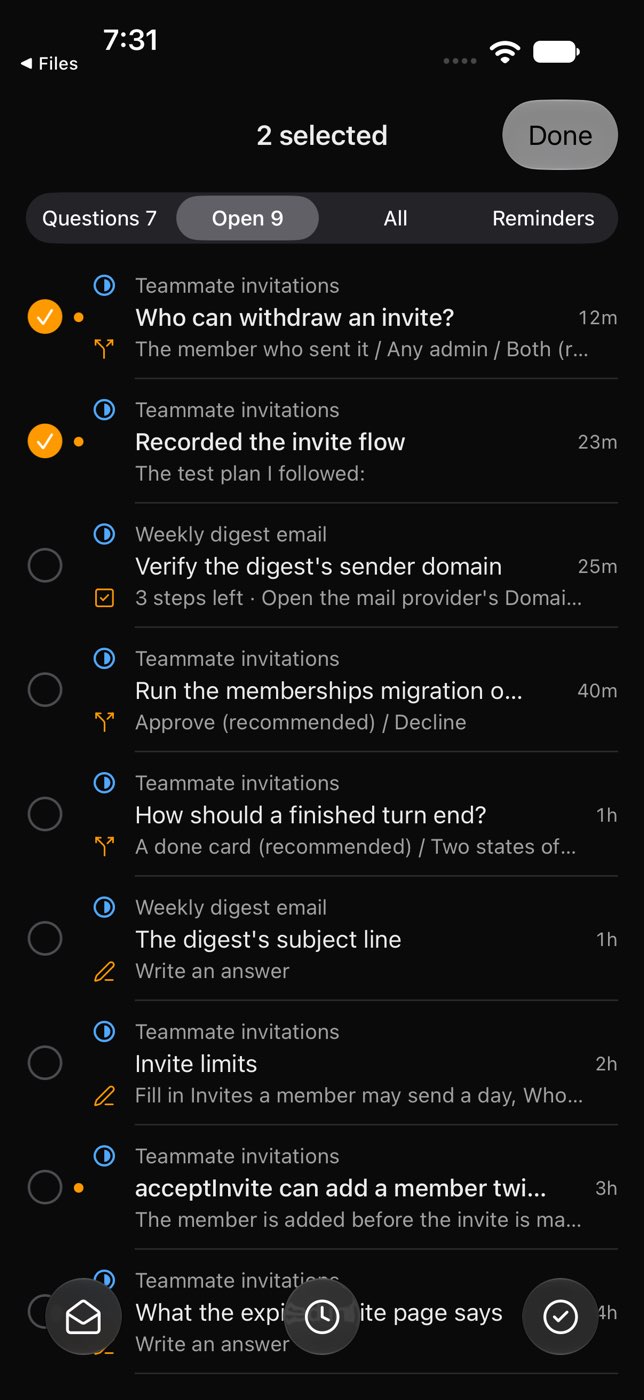 7:31
◀ Files
2 selected
Done
Questions 7
Open 9
All
Reminders
Teammate invitations
Who can withdraw an invite?
12m
The member who sent it / Any admin / Both (r...
Teammate invitations
Recorded the invite flow
23m
The test plan I followed:
Weekly digest email
Verify the digest's sender domain
25m
3 steps left · Open the mail provider's Domai...
Teammate invitations
Run the memberships migration o...
40m
Approve (recommended) / Decline
Teammate invitations
How should a finished turn end?
1h
A done card (recommended) / Two states of...
Weekly digest email
The digest's subject line
1h
Write an answer
Teammate invitations
Invite limits
2h
Fill in Invites a member may send a day, Who...
Teammate invitations
acceptInvite can add a member twi...
3h
The member is added before the invite is ma...
Teammate invitations
What the page says
4h
Write an answer